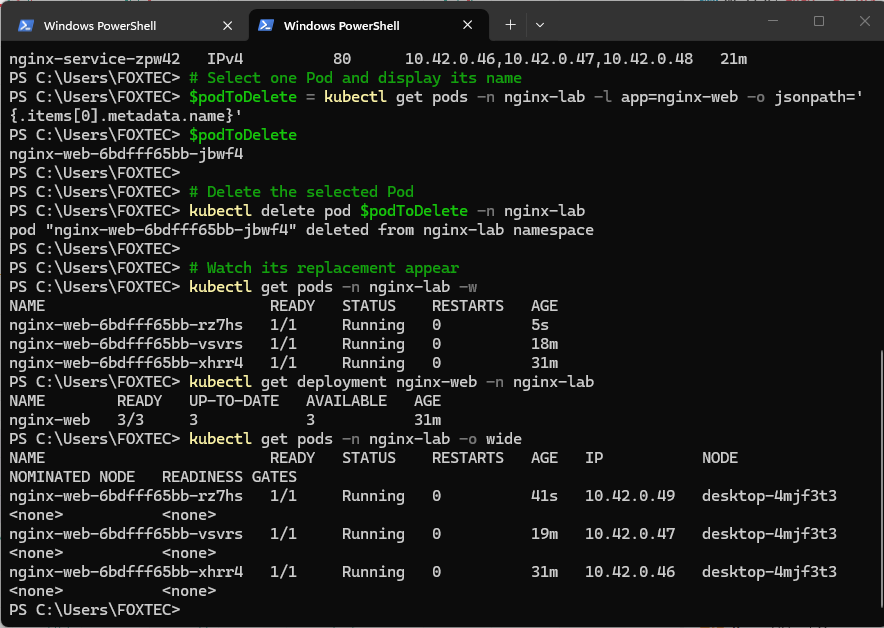 Windows PowerShell
Windows PowerShell
nginx-service-zpw42   IPv4          80      10.42.0.46,10.42.0.47,10.42.0.48   21m
PS C:\Users\FOXTEC> # Select one Pod and display its name
PS C:\Users\FOXTEC> $podToDelete = kubectl get pods -n nginx-lab -l app=nginx-web -o jsonpath='
{.items[0].metadata.name}'
PS C:\Users\FOXTEC> $podToDelete
nginx-web-6bdfff65bb-jbwf4
PS C:\Users\FOXTEC>
PS C:\Users\FOXTEC> # Delete the selected Pod
PS C:\Users\FOXTEC> kubectl delete pod $podToDelete -n nginx-lab
pod "nginx-web-6bdfff65bb-jbwf4" deleted from nginx-lab namespace
PS C:\Users\FOXTEC>
PS C:\Users\FOXTEC> # Watch its replacement appear
PS C:\Users\FOXTEC> kubectl get pods -n nginx-lab -w
NAME                         READY   STATUS    RESTARTS   AGE
nginx-web-6bdfff65bb-rz7hs   1/1     Running   0          5s
nginx-web-6bdfff65bb-vsvrs   1/1     Running   0          18m
nginx-web-6bdfff65bb-xhrr4   1/1     Running   0          31m
PS C:\Users\FOXTEC> kubectl get deployment nginx-web -n nginx-lab
NAME        READY   UP-TO-DATE   AVAILABLE   AGE
nginx-web   3/3     3            3           31m
PS C:\Users\FOXTEC> kubectl get pods -n nginx-lab -o wide
NAME                         READY   STATUS    RESTARTS   AGE   IP           NODE
NOMINATED NODE   READINESS GATES
nginx-web-6bdfff65bb-rz7hs   1/1     Running   0          41s   10.42.0.49   desktop-4mjf3t3
<none>           <none>
nginx-web-6bdfff65bb-vsvrs   1/1     Running   0          19m   10.42.0.47   desktop-4mjf3t3
<none>           <none>
nginx-web-6bdfff65bb-xhrr4   1/1     Running   0          31m   10.42.0.46   desktop-4mjf3t3
<none>           <none>
PS C:\Users\FOXTEC>